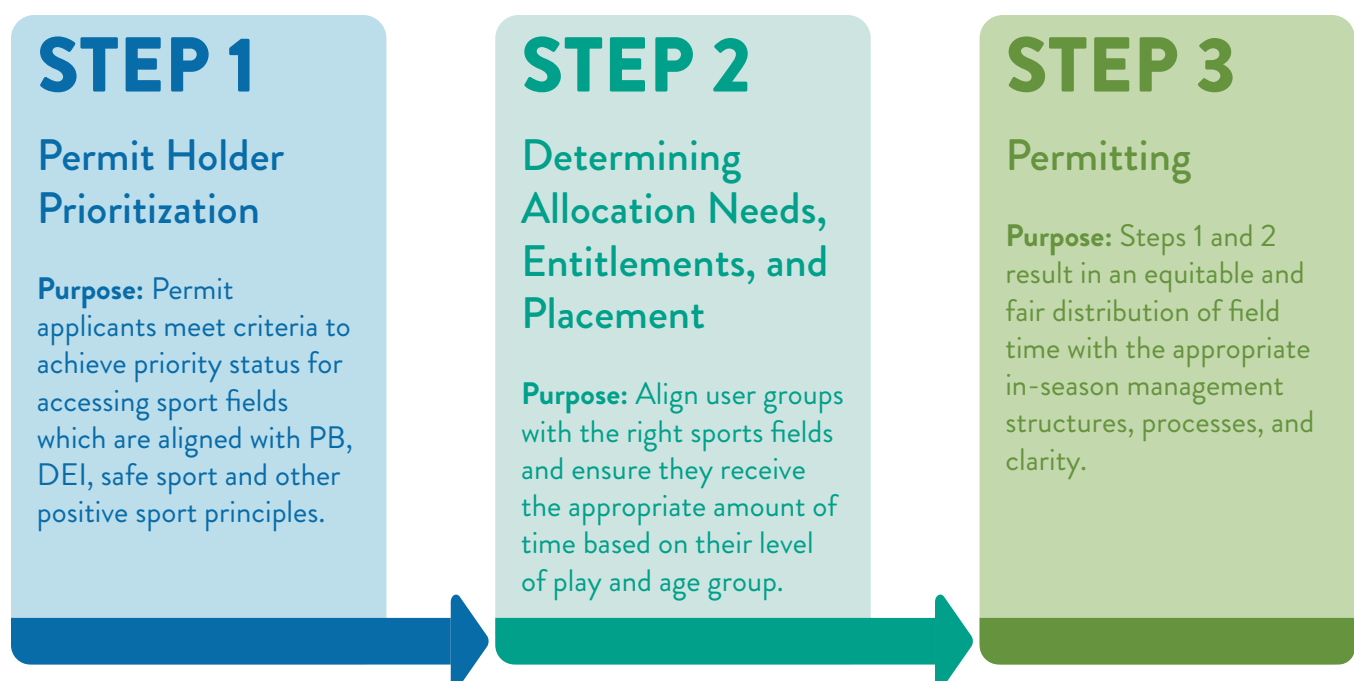 STEP 1
Permit Holder
Prioritization
Purpose: Permit
applicants meet criteria to
achieve priority status for
accessing sport fields
which are aligned with PB,
DEI, safe sport and other
positive sport principles.
STEP 2
Determining
Allocation Needs,
Entitlements, and
Placement
Purpose: Align user groups
with the right sports fields
and ensure they receive
the appropriate amount of
time based on their level
of play and age group.
STEP 3
Permitting
Purpose: Steps 1 and 2
result in an equitable and
fair distribution of field
time with the appropriate
in-season management
structures, processes, and
clarity.